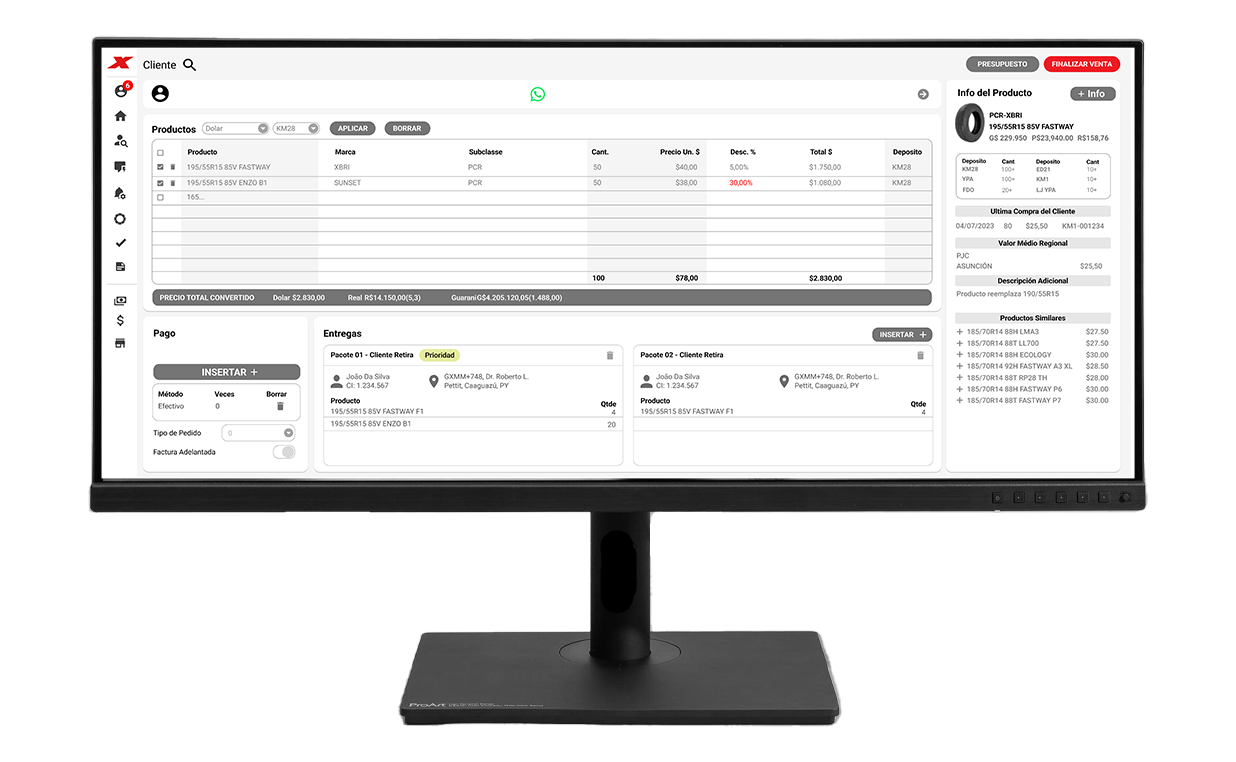 Cliente
PRESUPUESTO FINALIZAR VENTA
6
Productos Dolar KM28 APLICAR BORRAR
Producto Marca Subclasse Cant. Precio Un. $ Desc. % Total $ Deposito
195/55R15 85V FASTWAY XBRI PCR 50 $40,00 5,00% $1.750,00 KM28
195/55R15 85V ENZO B1 SUNSET PCR 50 $38,00 30,00% $1.080,00 KM28
165...
100 $78,00 $2.830,00
PRECIO TOTAL CONVERTIDO Dolar $2.830,00 Real R$14.150,00(5,3) Guarani G$4.205.120,05(1.488,00)
Pago
INSERTAR +
Método Veces Borrar
Efectivo 0
Tipo de Pedido 0
Factura Adelantada
Entregas INSERTAR +
Pacote 01 - Cliente Retira Prioridad
João Da Silva
CI: 1.234.567
GXMM+748, Dr. Roberto L.
Pettit, Caaguazú, PY
Producto Qtde
195/55R15 85V FASTWAY F1 4
195/55R15 85V ENZO B1 20
Pacote 02 - Cliente Retira
João Da Silva
CI: 1.234.567
GXMM+748, Dr. Roberto L.
Pettit, Caaguazú, PY
Producto Qtde
195/55R15 85V FASTWAY F1 4
Info del Producto + Info
PCR-XBRI
195/55R15 85V FASTWAY
G$ 229.950 P$23,940.00 R$158,76
Deposito Cant Deposito Cant
KM28 100+ ED21 10+
YPA 100+ KM1 10+
FDO 20+ LJ YPA 10+
Ultima Compra del Cliente
04/07/2023 80 $25,50 KM1-001234
Valor Médio Regional
PJC
ASUNCIÓN $25,50
Descripción Adicional
Producto reemplaza 190/55R15
Productos Similares
+ 185/70R14 88H LMA3 $27.50
+ 185/70R14 88T LL700 $27.50
+ 185/70R14 88H ECOLOGY $30.00
+ 185/70R14 92H FASTWAY A3 XL $28.50
+ 185/70R14 88T RP28 TH $28.00
+ 185/70R14 88H FASTWAY P6 $30.00
+ 185/70R14 88T FASTWAY P7 $30.00
ProArt